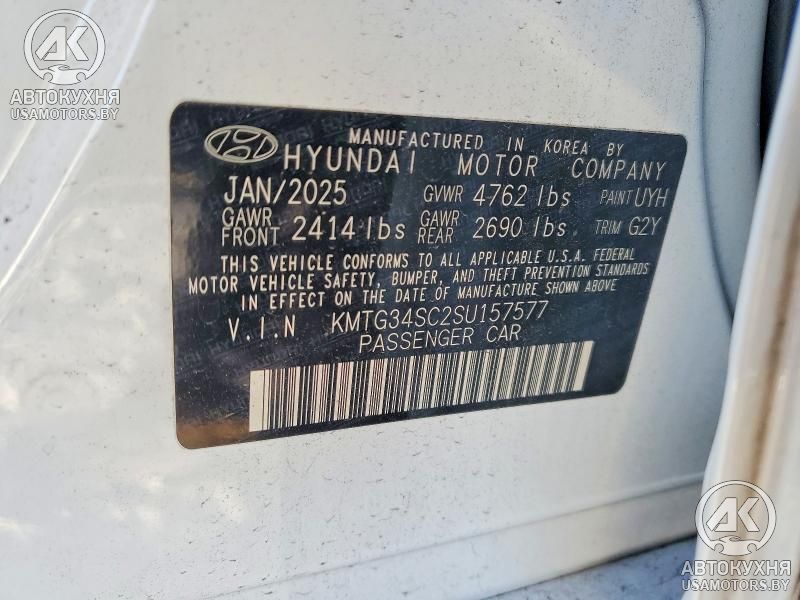 AK
АВТОКУХНЯ
USAMOTORS.BY
MANUFACTURED IN KOREA BY
HYUNDAI MOTOR COMPANY
JAN/2025 GVWR 4762 lbs PAINT UYH
GAWR FRONT 2414 lbs GAWR REAR 2690 lbs TRIM G2Y
THIS VEHICLE CONFORMS TO ALL APPLICABLE U.S.A. FEDERAL
MOTOR VEHICLE SAFETY, BUMPER, AND THEFT PREVENTION STANDARDS
IN EFFECT ON THE DATE OF MANUFACTURE SHOWN ABOVE
V.I.N KMTG34SC2SU157577
PASSENGER CAR
AK
АВТОКУХНЯ
USAMOTORS.BY